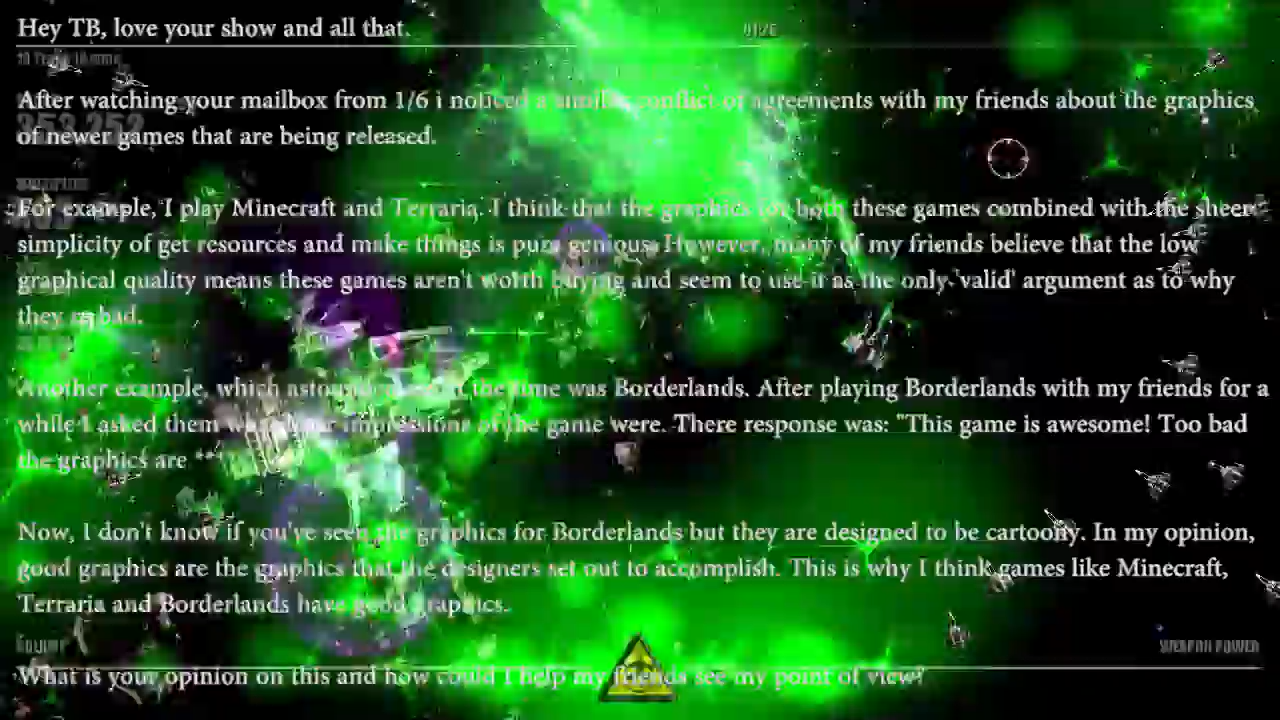 Hey TB, love your show and all that.
After watching your mailbox from 1/6 i noticed a similar conflict of agreements with my friends about the graphics
of newer games that are being released.
For example, I play Minecraft and Terraria. I think that the graphics for both these games combined with the sheer
simplicity of get resources and make things is pure genious. However, many of my friends believe that the low
graphical quality means these games aren't worth buying and seem to use it as the only 'valid' argument as to why
they re bad.
Another example, which astounded me at the time was Borderlands. After playing Borderlands with my friends for a
while I asked them what their impressions of the game were. There response was: "This game is awesome! Too bad
the graphics are
Now, I don't know if you've seen the graphics for Borderlands but they are designed to be cartoony. In my opinion,
good graphics are the graphics that the designers set out to accomplish. This is why I think games like Minecraft,
Terraria and Borderlands have good graphics.
WEAPON POWER
What is your opinion on this and how could I help my friends see my point of view?